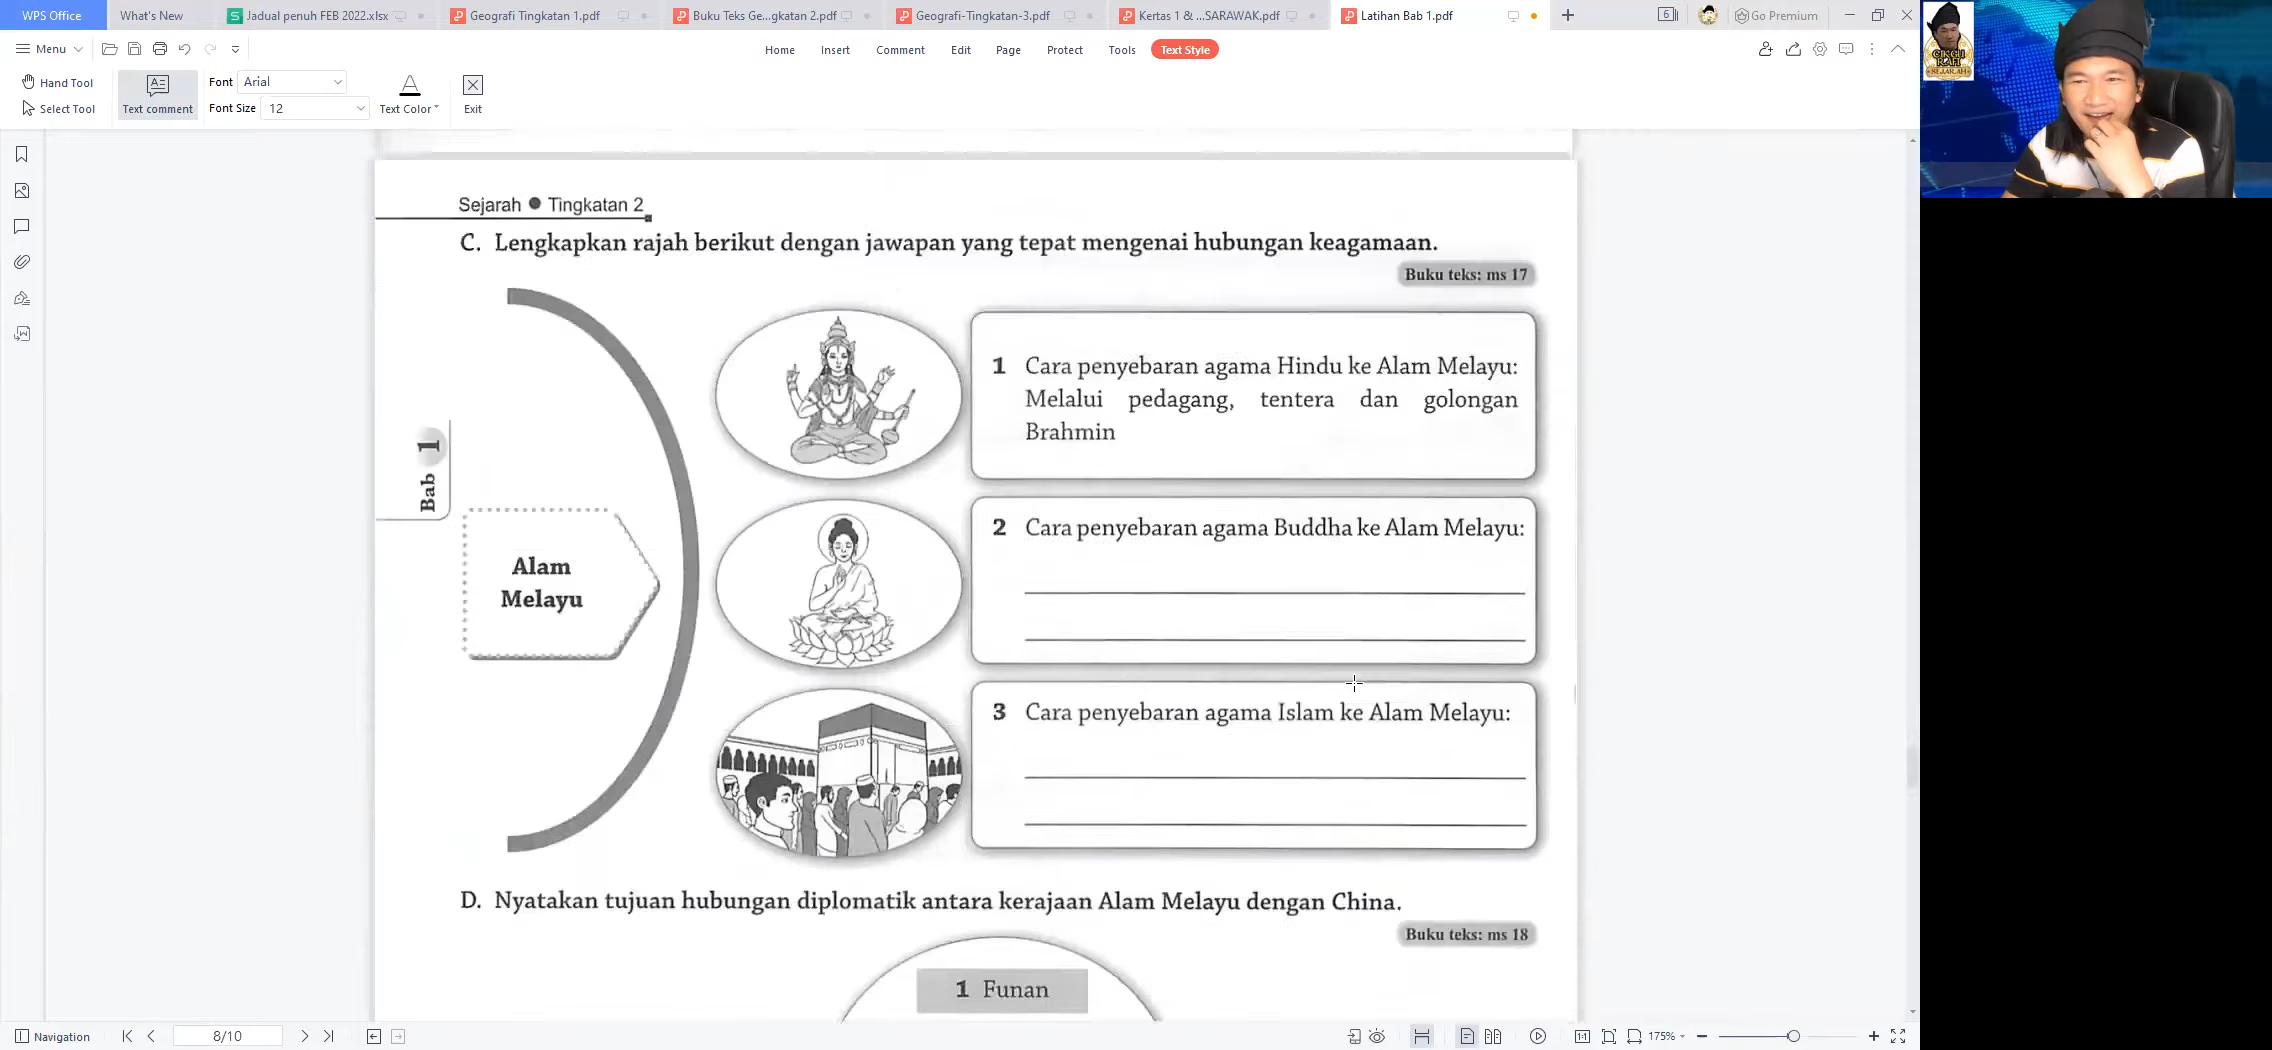 WPS Office
What's New
Jadual penuh FEB 2022.xlsx
Geografi Tingkatan 1.pdf
Buku Teks Ge...gkatan 2.pdf
Geografi-Tingkatan-3.pdf
Kertas 1 & ...SARAWAK.pdf
Latihan Bab 1.pdf
6
Go Premium
Menu
Home
Insert
Comment
Edit
Page
Protect
Tools
Text Style
Hand Tool
Select Tool
Text comment
Font Arial
Font Size 12
Text Color
Exit
CIKGU
RAFI
SEJARAH
Sejarah ● Tingkatan 2
C. Lengkapkan rajah berikut dengan jawapan yang tepat mengenai hubungan keagamaan.
Buku teks: ms 17
Bab 1
Alam
Melayu
1 Cara penyebaran agama Hindu ke Alam Melayu:
Melalui pedagang, tentera dan golongan
Brahmin
2 Cara penyebaran agama Buddha ke Alam Melayu:
3 Cara penyebaran agama Islam ke Alam Melayu:
D. Nyatakan tujuan hubungan diplomatik antara kerajaan Alam Melayu dengan China.
Buku teks: ms 18
1 Funan
Navigation
8/10
1:1
175%